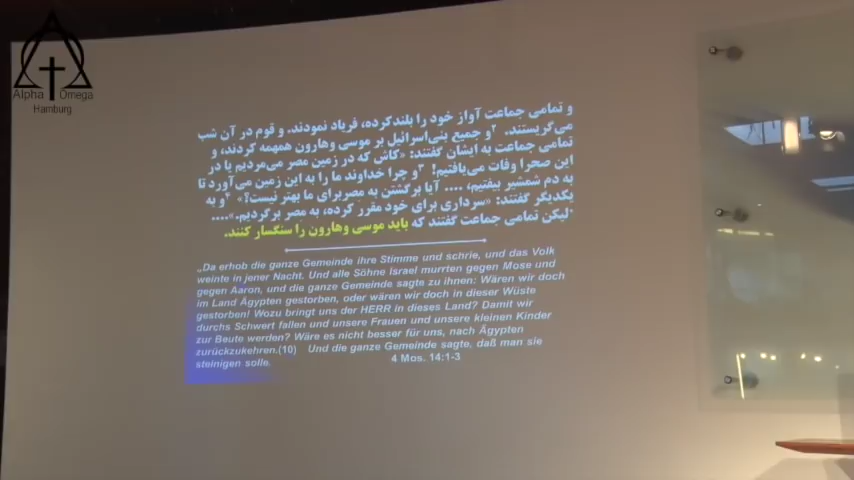 Alpha Omega
Hamburg
و تمامی جماعت آواز خود را بلندکرده، فریاد نمودند، و قوم در آن شب
می‌گریستند. ۲و جمیع بنی‌اسرائیل بر موسی وهارون همهمه کردند، و
تمامی جماعت به ایشان گفتند: «کاش که در زمین مصر می‌مردیم یا در
این صحرا وفات می‌یافتیم! ۳و چرا خداوند ما را به این زمین می‌آورد تا
به دم شمشیر بیفتیم، .... آیا برگشتن به مصربرای ما بهتر نیست؟» ۴و به
یکدیگر گفتند: «سرداری برای خود مقرر کرده، به مصر برگردیم.»....
لیکن تمامی جماعت گفتند که باید موسی وهارون را سنگسار کنند.
„Da erhob die ganze Gemeinde ihre Stimme und schrie, und das Volk
weinte in jener Nacht. Und alle Söhne Israel murrten gegen Mose und
gegen Aaron, und die ganze Gemeinde sagte zu ihnen: Wären wir doch
im Land Ägypten gestorben, oder wären wir doch in dieser Wüste
gestorben! Wozu bringt uns der HERR in dieses Land? Damit wir
durchs Schwert fallen und unsere Frauen und unsere kleinen Kinder
zur Beute werden? Wäre es nicht besser für uns, nach Ägypten
zurückzukehren.(10) Und die ganze Gemeinde sagte, daß man sie
steinigen solle. 4 Mos. 14:1-3